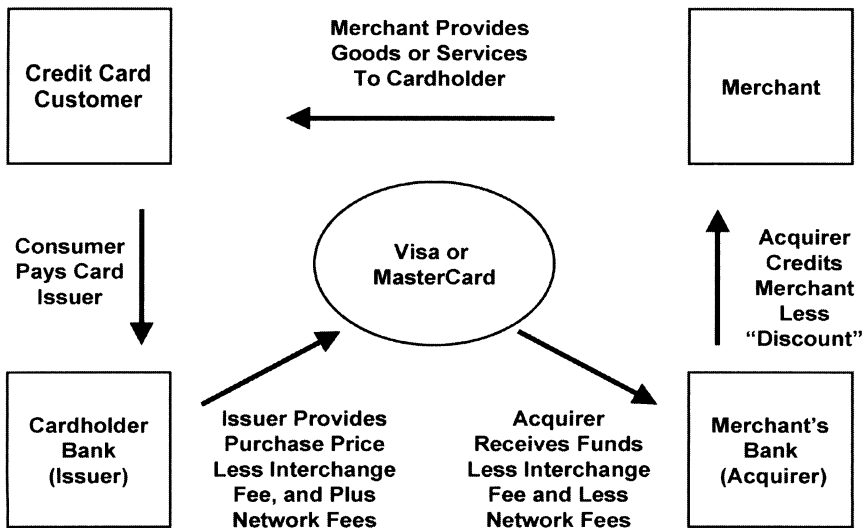 Merchant Provides
Goods or Services
To Cardholder
Credit Card
Customer
Merchant
Consumer
Pays Card
Issuer
Visa or
MasterCard
Acquirer
Credits
Merchant
Less
“Discount”
Cardholder
Bank
(Issuer)
Issuer Provides
Purchase Price
Less Interchange
Fee, and Plus
Network Fees
Acquirer
Receives Funds
Less Interchange
Fee and Less
Network Fees
Merchant’s
Bank
(Acquirer)